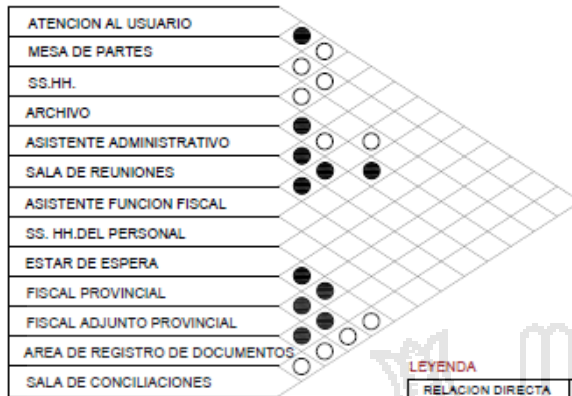 ATENCION AL USUARIO
MESA DE PARTES
SS.HH.
ARCHIVO
ASISTENTE ADMINISTRATIVO
SALA DE REUNIONES
ASISTENTE FUNCION FISCAL
SS. HH.DEL PERSONAL
ESTAR DE ESPERA
FISCAL PROVINCIAL
FISCAL ADJUNTO PROVINCIAL
AREA DE REGISTRO DE DOCUMENTOS
SALA DE CONCILIACIONES
LEYENDA
RELACION DIRECTA